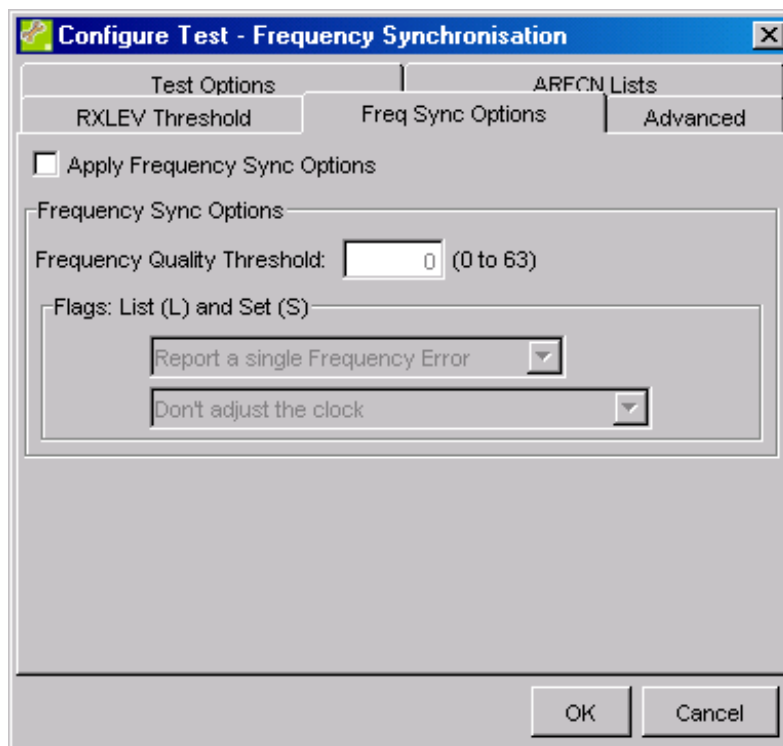 Configure Test - Frequency Synchronisation
Test Options
ARFCN Lists
RXLEV Threshold
Freq Sync Options
Advanced
Apply Frequency Sync Options
Frequency Sync Options
Frequency Quality Threshold: 0 (0 to 63)
Flags: List (L) and Set (S)
Report a single Frequency Error
Don't adjust the clock
OK
Cancel